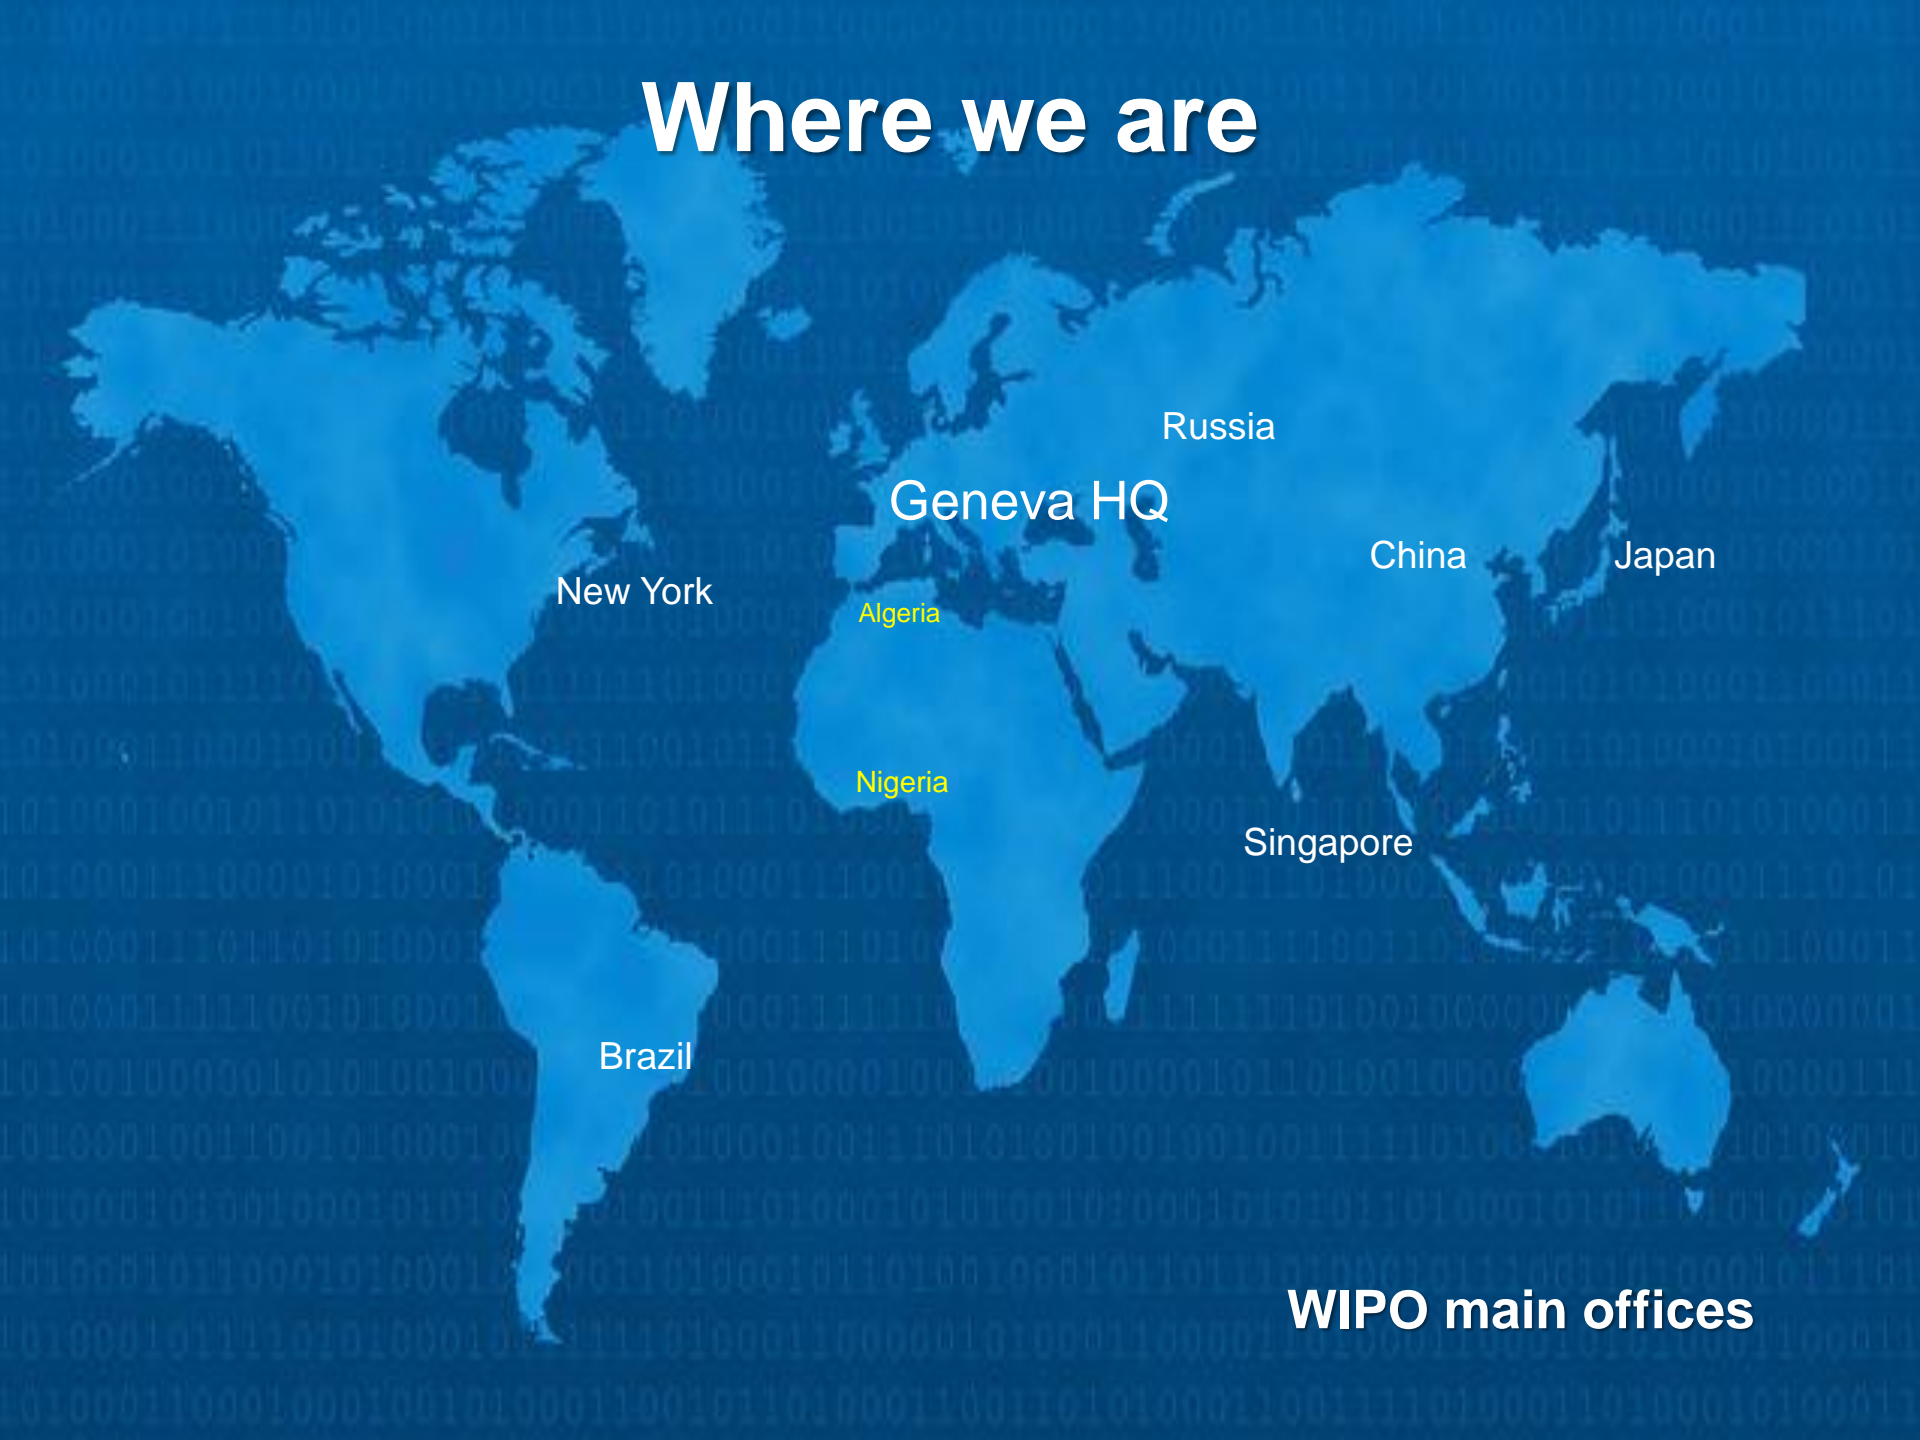 Where we are
Russia
Geneva HQ
China
Japan
New York
Algeria
Nigeria
Singapore
Brazil
WIPO main offices